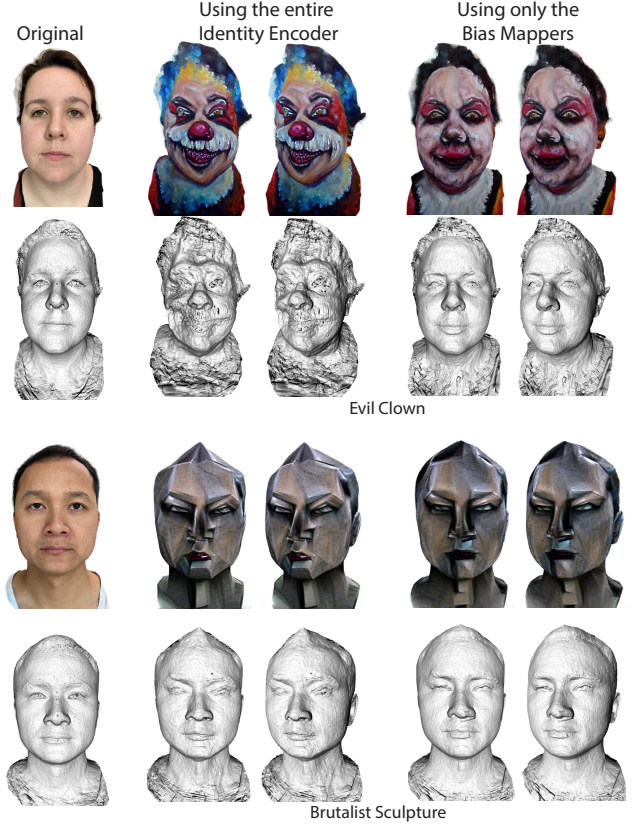 Original
Using the entire
Identity Encoder
Using only the
Bias Mappers
Evil Clown
Brutalist Sculpture